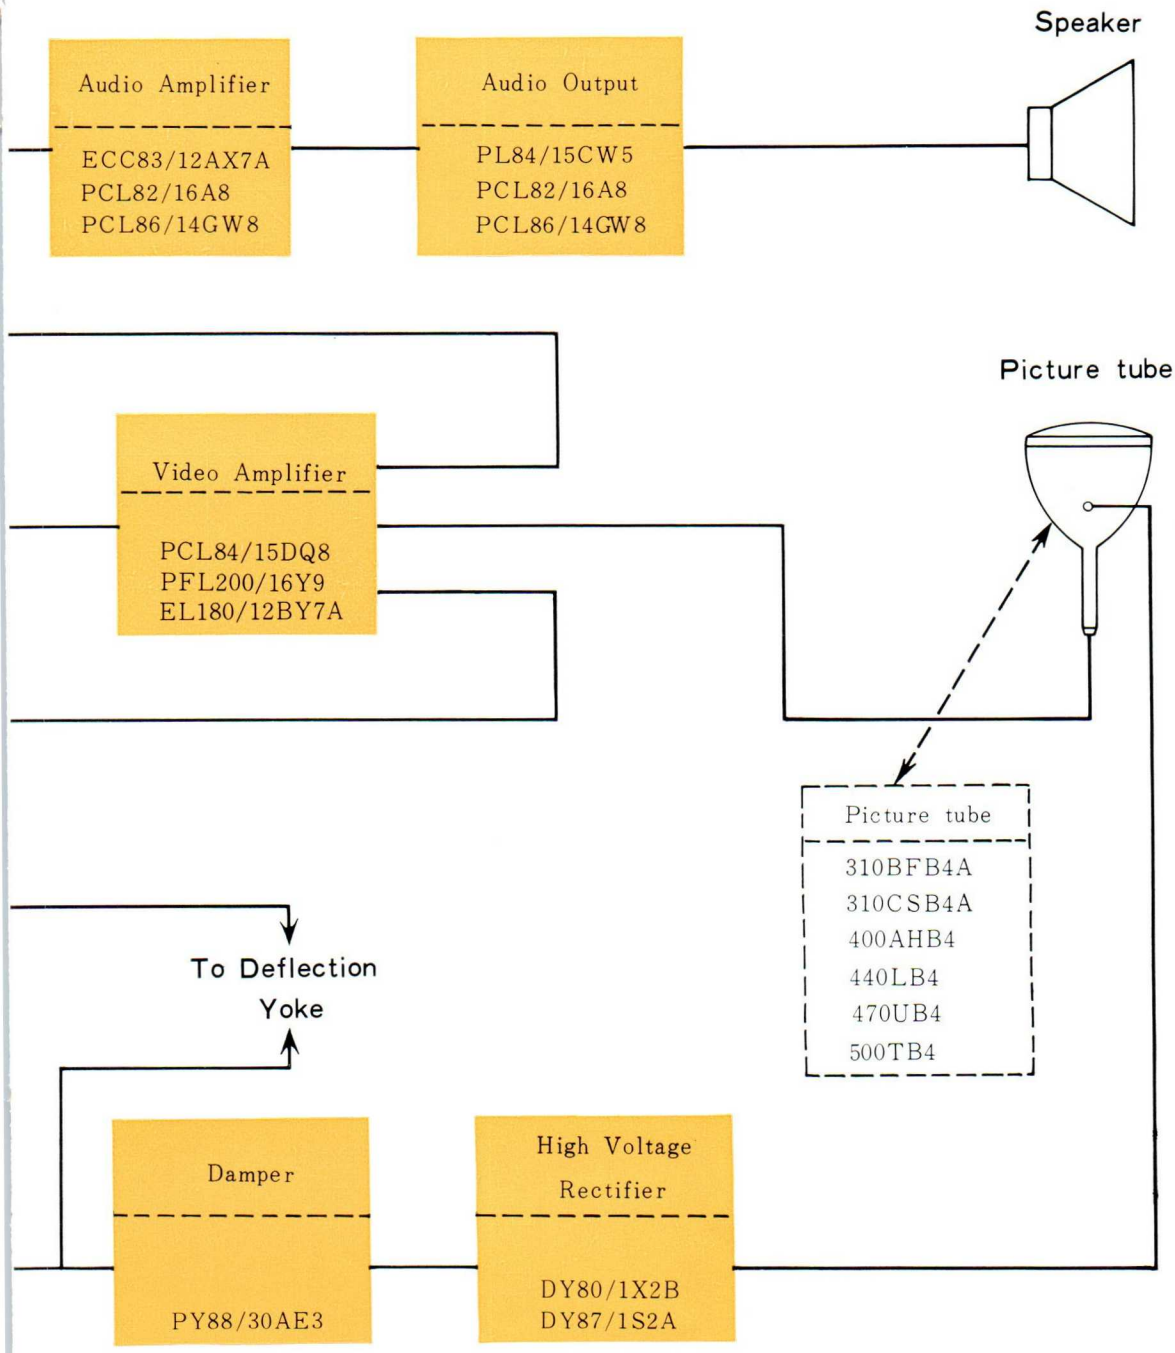 Speaker
Audio Amplifier
ECC83/12AX7A
PCL82/16A8
PCL86/14GW8
Audio Output
PL84/15CW5
PCL82/16A8
PCL86/14GW8
Picture tube
Video Amplifier
PCL84/15DQ8
PFL200/16Y9
EL180/12BY7A
Picture tube
310BFB4A
310CSB4A
400AHB4
440LB4
470UB4
500TB4
To Deflection
Yoke
Damper
PY88/30AE3
High Voltage
Rectifier
DY80/1X2B
DY87/1S2A